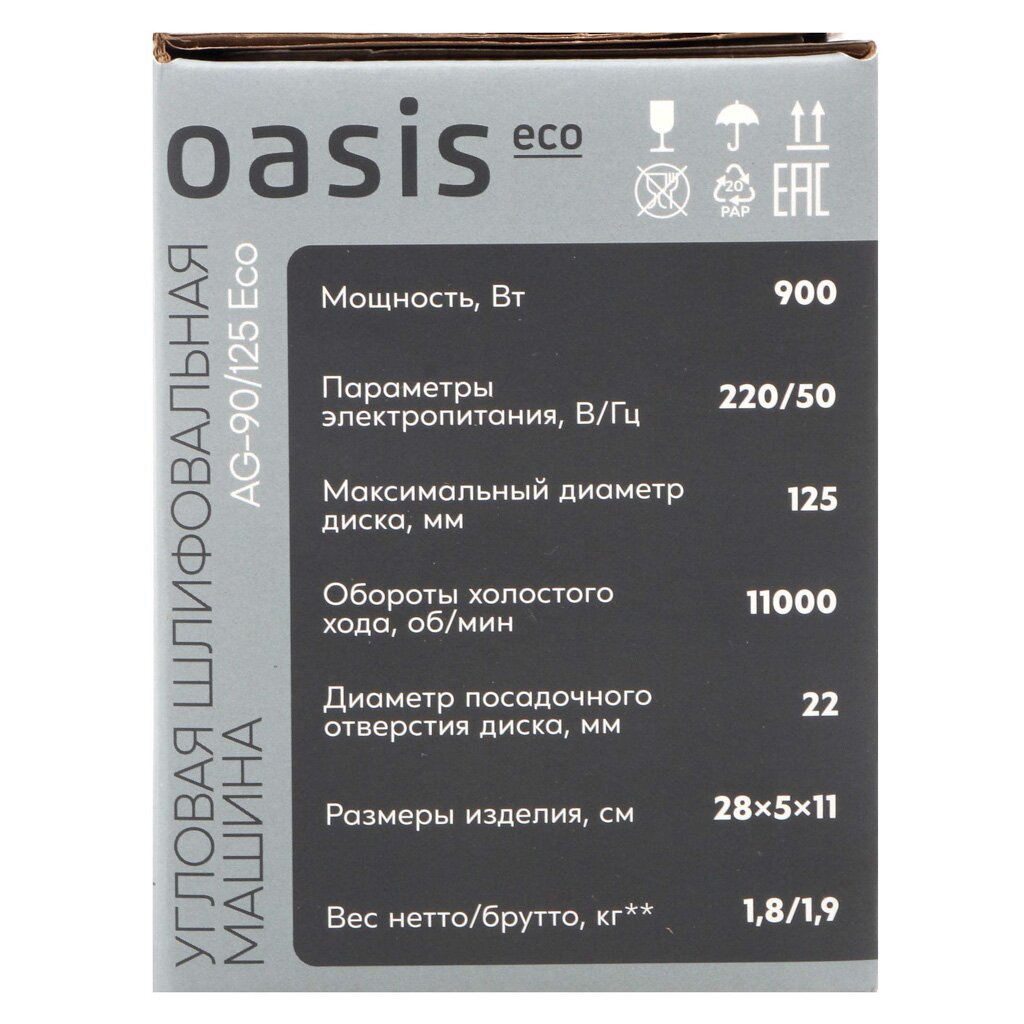 oasis eco
20
PAP
EAC
УГЛОВАЯ ШЛИФОВАЛЬНАЯ
МАШИНА
AG-90/125 Eco
Мощность, Вт 900
Параметры
электропитания, В/Гц 220/50
Максимальный диаметр
диска, мм 125
Обороты холостого
хода, об/мин 11000
Диаметр посадочного
отверстия диска, мм 22
Размеры изделия, см 28×5×11
Вес нетто/брутто, кг** 1,8/1,9